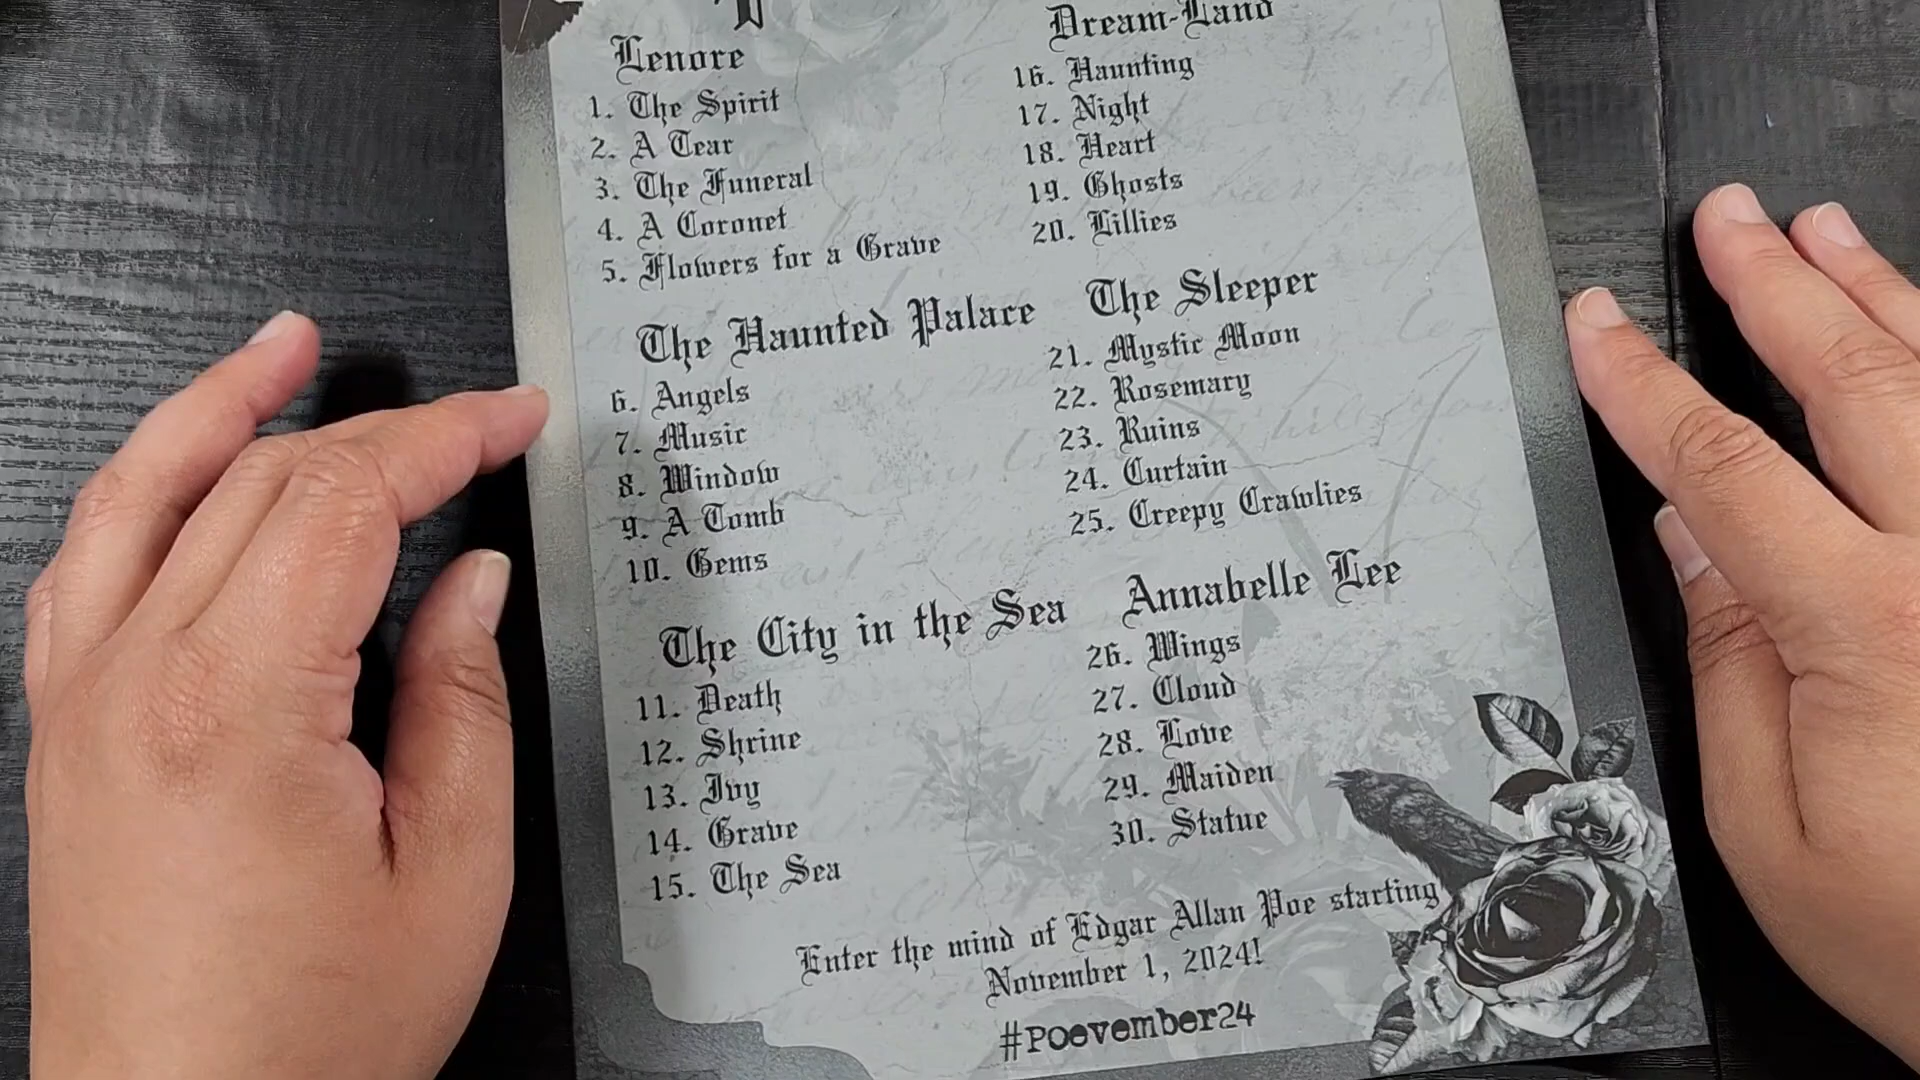 Lenore
1. The Spirit
2. A Tear
3. The Funeral
4. A Coronet
5. Flowers for a Grave
The Haunted Palace
6. Angels
7. Music
8. Window
9. A Tomb
10. Gems
The City in the Sea
11. Death
12. Shrine
13. Ivy
14. Grave
15. The Sea
Dream-Land
16. Haunting
17. Night
18. Heart
19. Ghosts
20. Lillies
The Sleeper
21. Mystic Moon
22. Rosemary
23. Ruins
24. Curtain
25. Creepy Crawlies
Annabelle Lee
26. Wings
27. Cloud
28. Love
29. Maiden
30. Statue
Enter the mind of Edgar Allan Poe starting
November 1, 2024!
#POEvember24